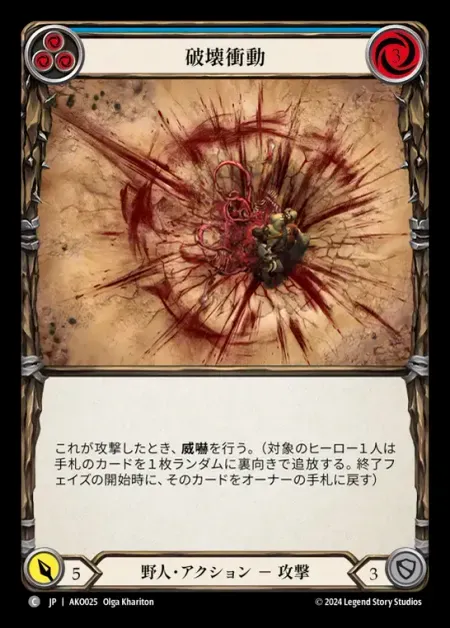 破壊衝動
3
これが攻撃したとき、威嚇を行う。（対象のヒーロー１人は
手札のカードを１枚ランダムに裏向きで追放する。終了フ
ェイズの開始時に、そのカードをオーナーの手札に戻す）
5 野人・アクション － 攻撃 3
C JP | AKO025 Olga Khariton © 2024 Legend Story Studios